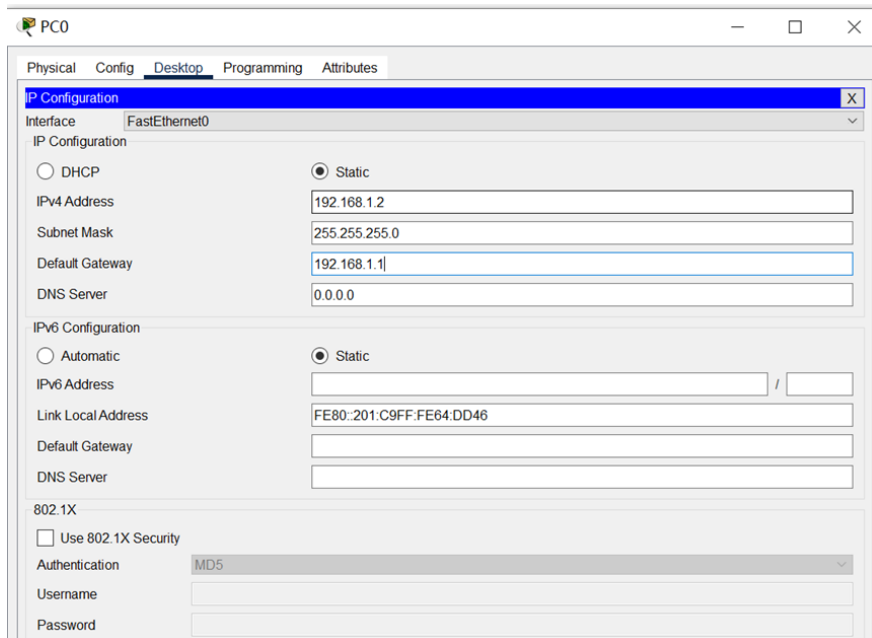 PC0
Physical Config Desktop Programming Attributes
IP Configuration X
Interface FastEthernet0
IP Configuration
DHCP Static
IPv4 Address 192.168.1.2
Subnet Mask 255.255.255.0
Default Gateway 192.168.1.1
DNS Server 0.0.0.0
IPv6 Configuration
Automatic Static
IPv6 Address /
Link Local Address FE80::201:C9FF:FE64:DD46
Default Gateway
DNS Server
802.1X
Use 802.1X Security
Authentication MD5
Username
Password